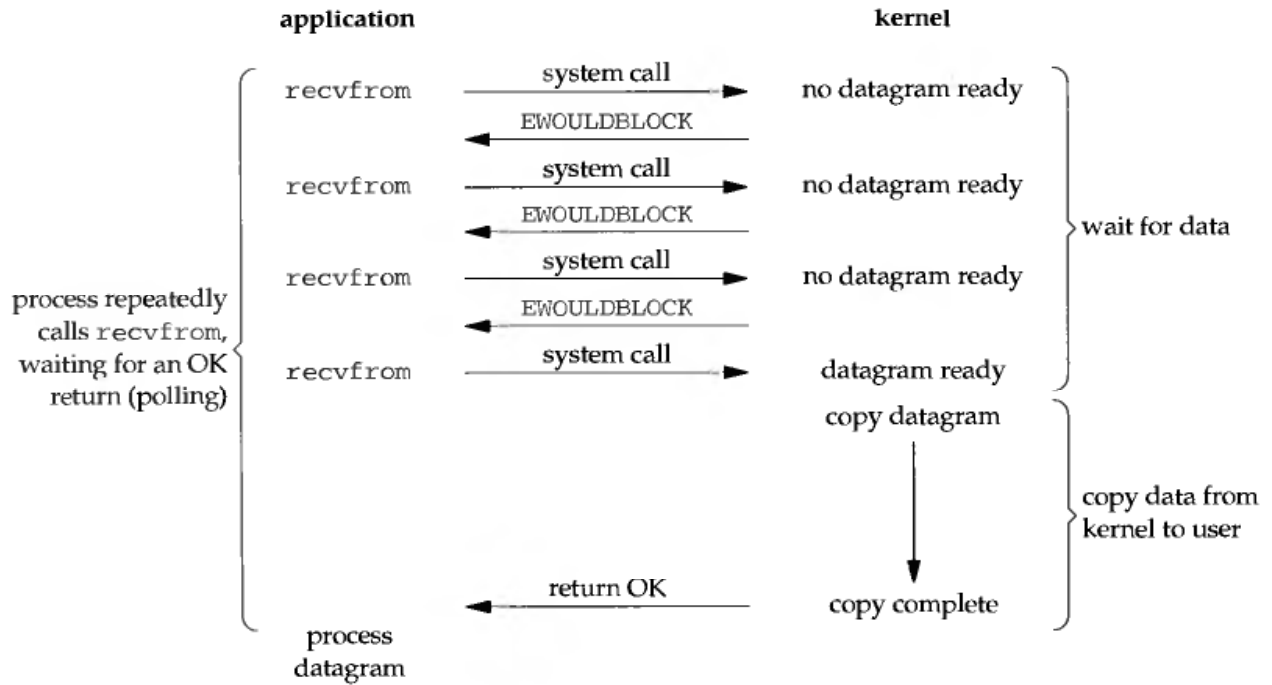 application
kernel
recvfrom
system call
no datagram ready
EWOULDBLOCK
recvfrom
system call
no datagram ready
EWOULDBLOCK
wait for data
recvfrom
system call
no datagram ready
EWOULDBLOCK
process repeatedly
calls recvfrom,
waiting for an OK
return (polling)
recvfrom
system call
datagram ready
copy datagram
copy data from
kernel to user
return OK
copy complete
process
datagram